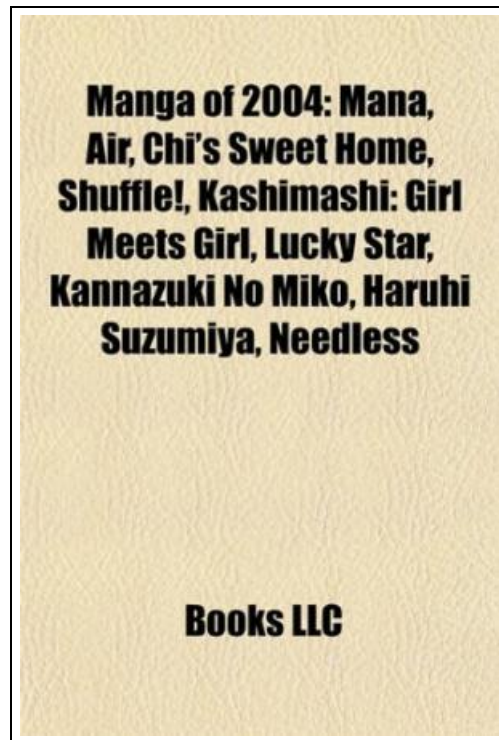 Manga of 2004: Mana,
Air, Chi's Sweet Home,
Shuffle!, Kashimashi: Girl
Meets Girl, Lucky Star,
Kannazuki No Miko, Haruhi
Suzumiya, Needless
Books LLC